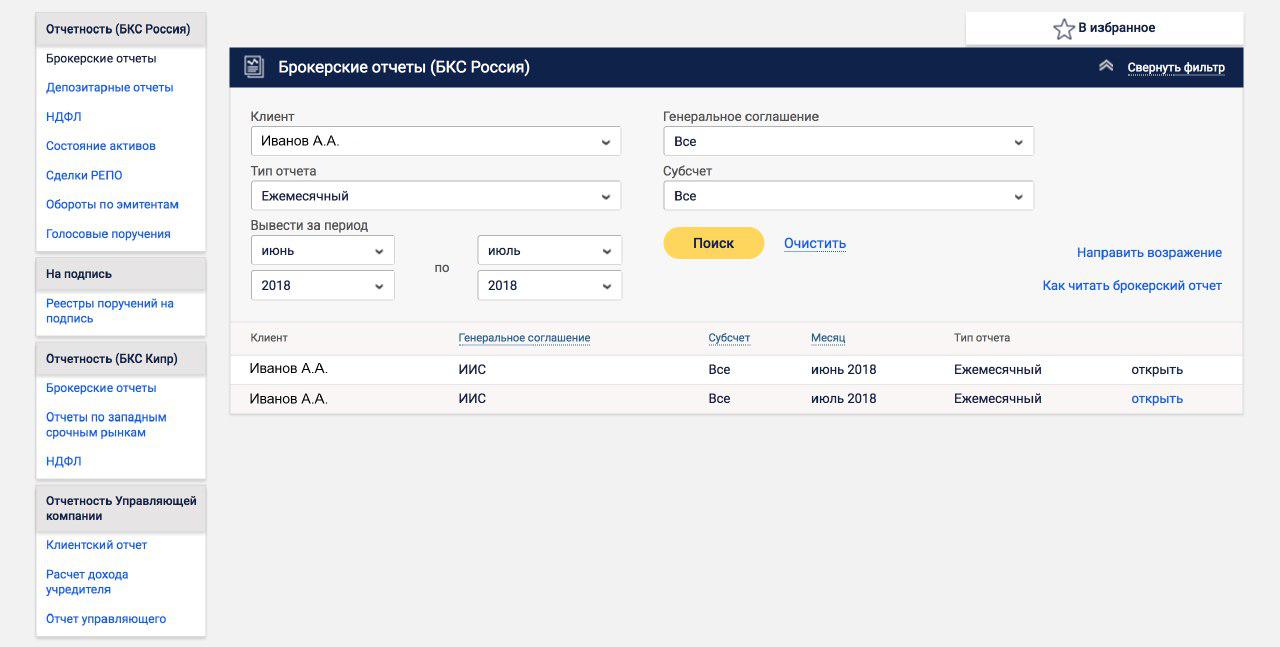 Отчетность (БКС Россия)
Брокерские отчеты
Депозитарные отчеты
НДФЛ
Состояние активов
Сделки РЕПО
Обороты по эмитентам
Голосовые поручения
На подпись
Реестры поручений на
подпись
Отчетность (БКС Кипр)
Брокерские отчеты
Отчеты по западным
срочным рынкам
НДФЛ
Отчетность Управляющей
компании
Клиентский отчет
Расчет дохода
учредителя
Отчет управляющего
В избранное
Брокерские отчеты (БКС Россия) Свернуть фильтр
Клиент Генеральное соглашение
Иванов А.А. Все
Тип отчета Субсчет
Ежемесячный Все
Вывести за период
июнь по июль Поиск Очистить
2018 2018
Направить возражение
Как читать брокерский отчет
Клиент Генеральное соглашение Субсчет Месяц Тип отчета
Иванов А.А. ИИС Все июнь 2018 Ежемесячный открыть
Иванов А.А. ИИС Все июль 2018 Ежемесячный открыть